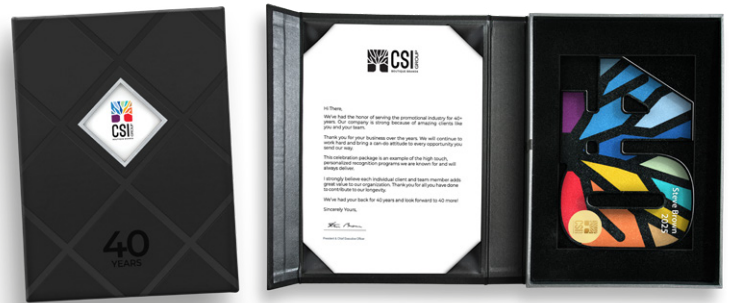 CSI
40
YEARS
CSI
GROUP
BOUTIQUE AWARDS
Hi There,
We've had the honor of serving the promotional industry for 40+
years. Our company is strong because of amazing clients like
you and your team.
Thank you for your business over the years. We will continue to
work hard and bring a can-do attitude to every opportunity you
send our way.
This celebration package is an example of the high touch,
personalized recognition programs we are known for and will
always deliver.
I strongly believe each individual client and team member adds
great value to our organization. Thank you for all you have done
to contribute to our longevity.
We've had your back for 40 years and look forward to 40 more!
Sincerely Yours,
40
Steve Brown
2025
CSI